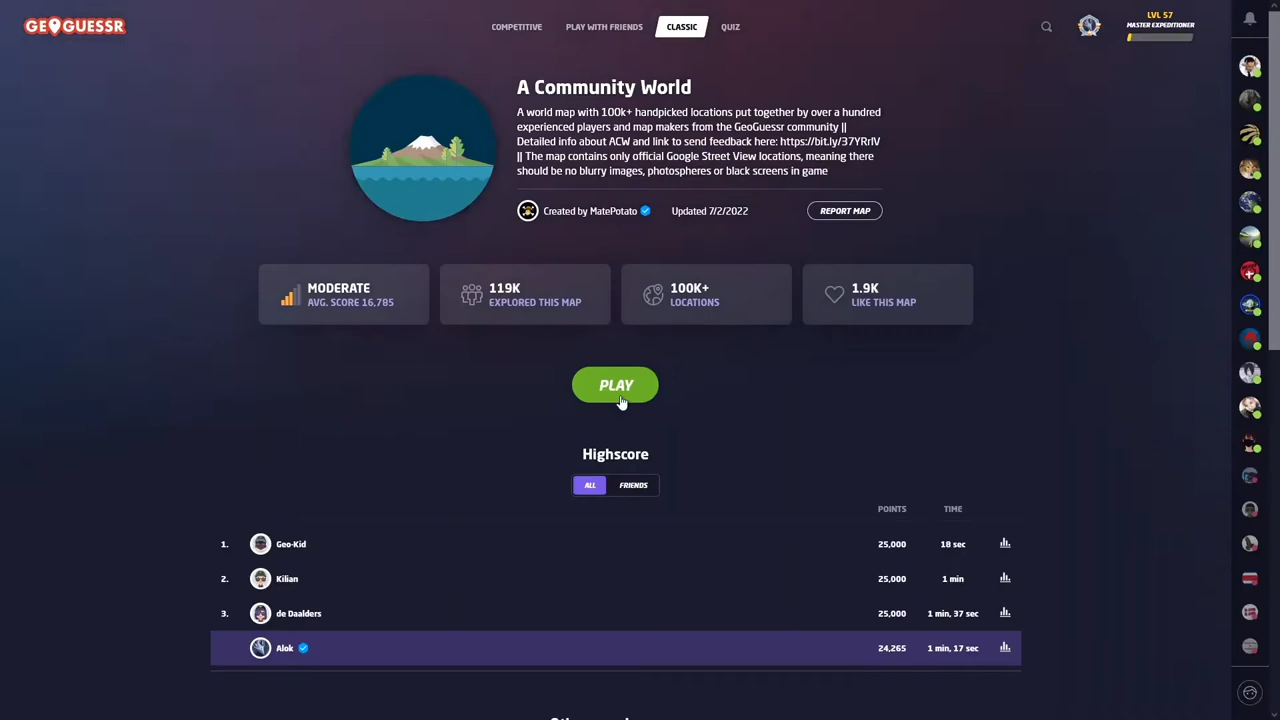 GEOGUESSR
COMPETITIVE
PLAY WITH FRIENDS
CLASSIC
QUIZ
LVL 57
MASTER EXPEDITIONER
A Community World
A world map with 100k+ handpicked locations put together by over a hundred
experienced players and map makers from the GeoGuessr community ||
Detailed info about ACW and link to send feedback here: https://bit.ly/37YRrlV
|| The map contains only official Google Street View locations, meaning there
should be no blurry images, photospheres or black screens in game
Created by MatePotato
Updated 7/2/2022
REPORT MAP
MODERATE
AVG. SCORE 16,785
119K
EXPLORED THIS MAP
100K+
LOCATIONS
1.9K
LIKE THIS MAP
PLAY
Highscore
ALL
FRIENDS
POINTS
TIME
1. Geo-Kid 25,000 18 sec
2. Kilian 25,000 1 min
3. de Daalders 25,000 1 min, 37 sec
Alok 24,265 1 min, 17 sec